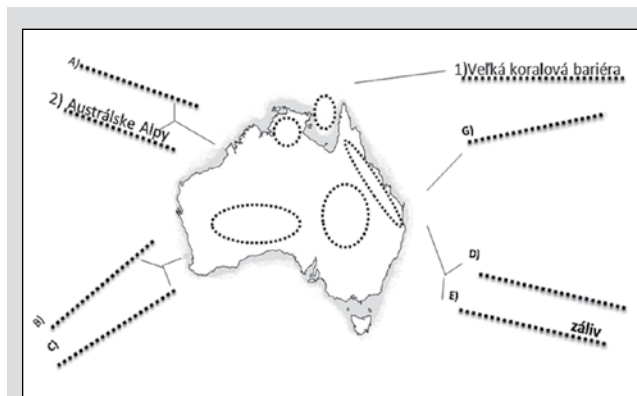 A)
1)Veľká koralová bariéra
2) Austrálske Alpy
G)
D)
E)
záliv
B)
C)